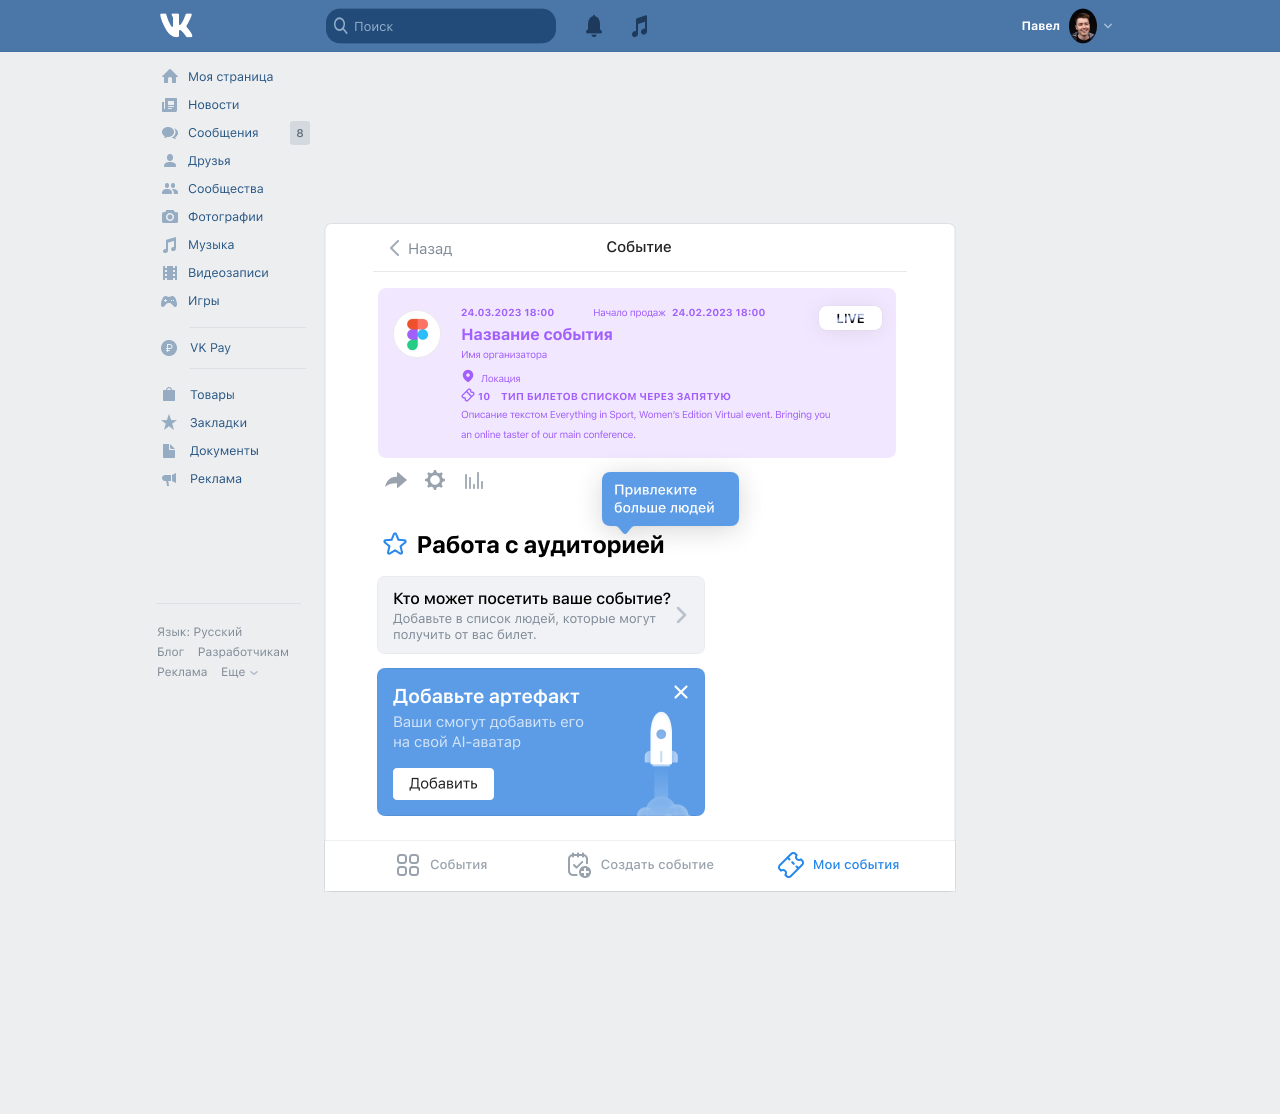 Поиск
Павел
Моя страница
Новости
Сообщения 8
Друзья
Сообщества
Фотографии
Музыка
Видеозаписи
Игры
VK Pay
Товары
Закладки
Документы
Реклама
Язык: Русский
Блог Разработчикам
Реклама Еще
Назад
Событие
24.03.2023 18:00 Начало продаж 24.02.2023 18:00
LIVE
Название события
Имя организатора
Локация
10 ТИП БИЛЕТОВ СПИСКОМ ЧЕРЕЗ ЗАПЯТУЮ
Описание текстом Everything in Sport, Women's Edition Virtual event. Bringing you
an online taster of our main conference.
Привлеките
больше людей
Работа с аудиторией
Кто может посетить ваше событие?
Добавьте в список людей, которые могут
получить от вас билет.
Добавьте артефакт
Ваши смогут добавить его
на свой AI-аватар
Добавить
События
Создать событие
Мои события